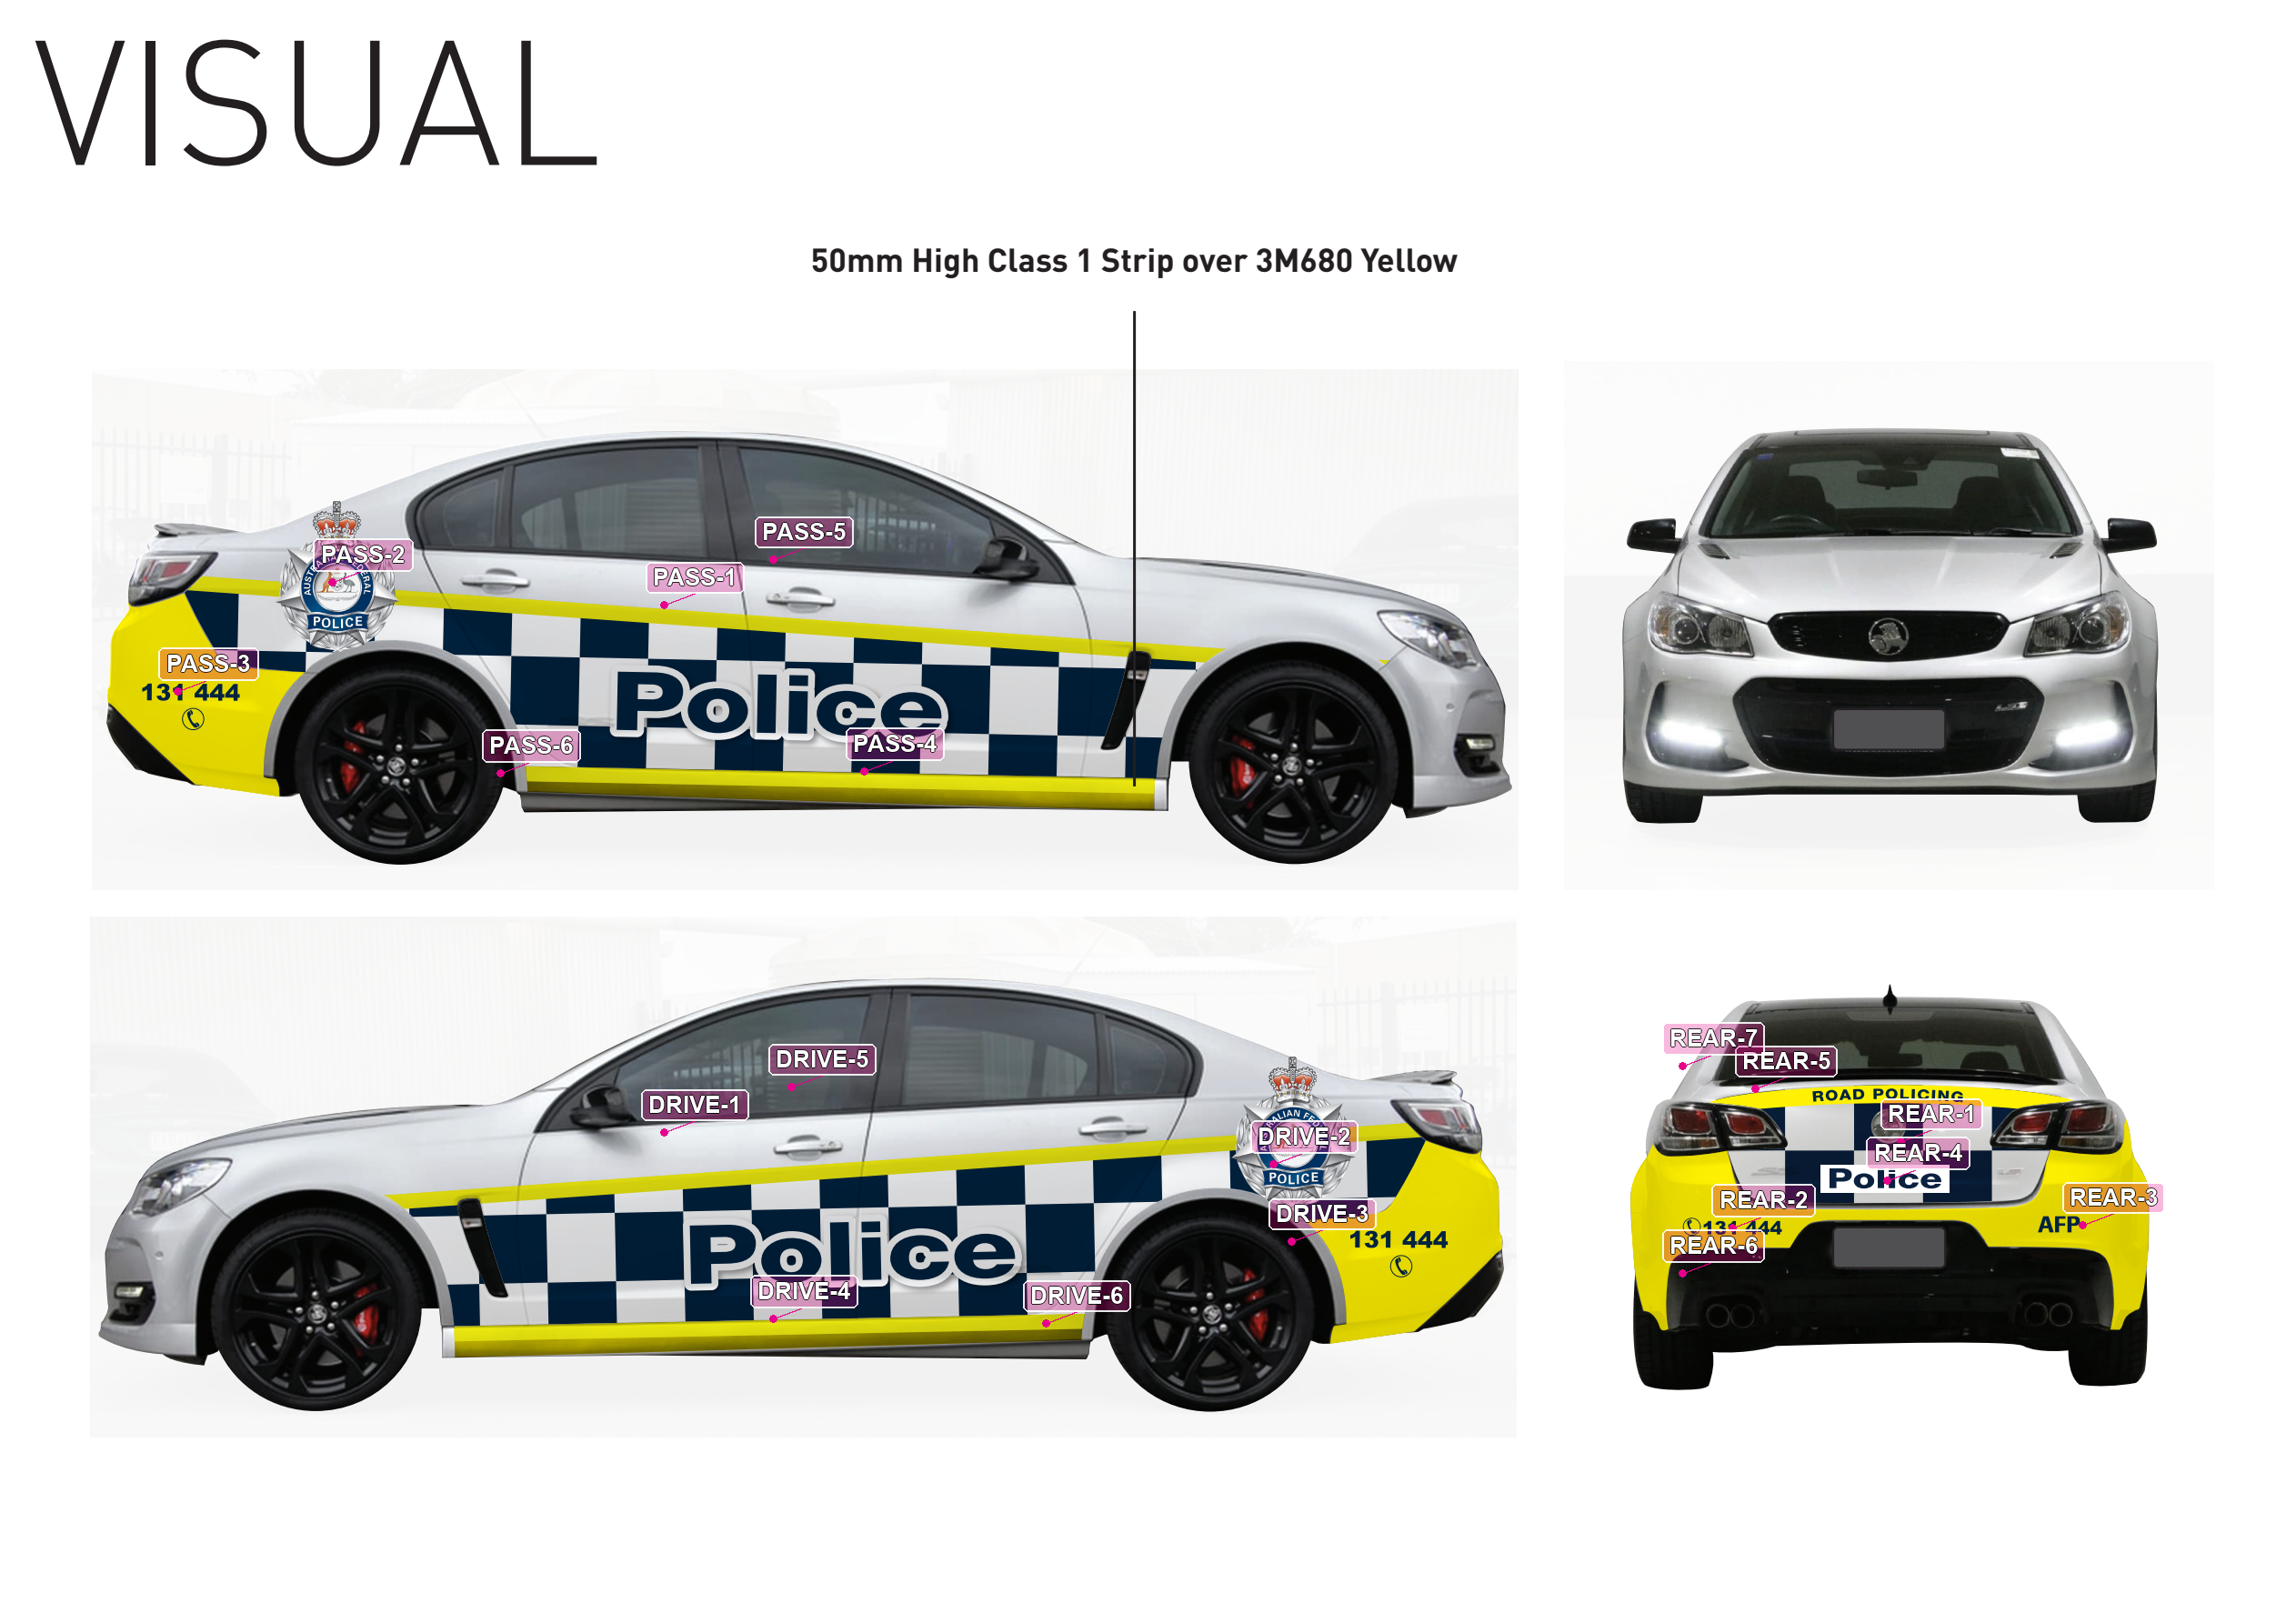 VISUAL
50mm High Class 1 Strip over 3M680 Yellow
PASS-5
PASS-2
PASS-1
POLICE
PASS-3
131 444
Police
PASS-6
PASS-4
DRIVE-5
DRIVE-1
DRIVE-2
POLICE
DRIVE-3
131 444
Police
DRIVE-4
DRIVE-6
REAR-7
REAR-5
ROAD POLICING
REAR-1
REAR-4
Police
REAR-2
REAR-3
131 444
AFP
REAR-6